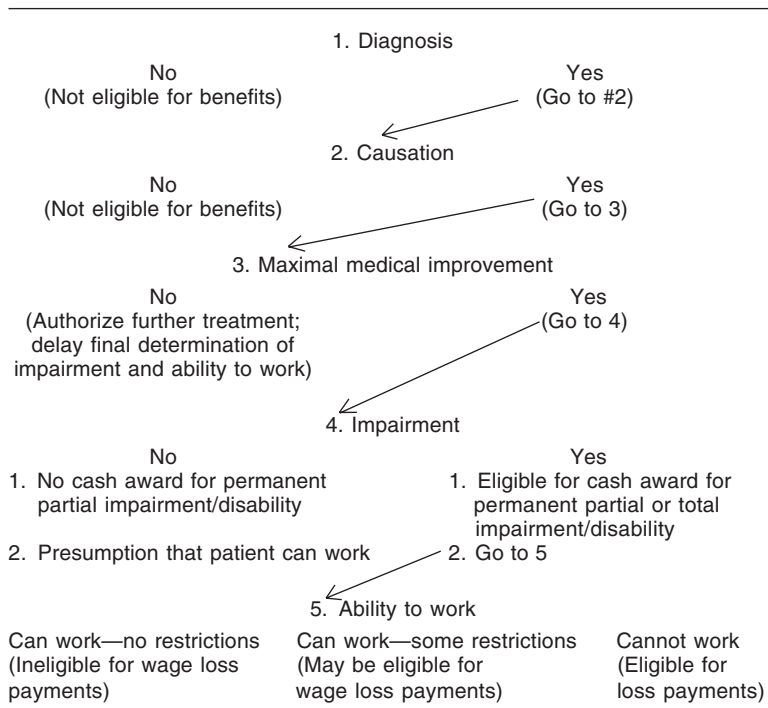 1. Diagnosis
No
(Not eligible for benefits)
Yes
(Go to #2)
2. Causation
No
(Not eligible for benefits)
Yes
(Go to 3)
3. Maximal medical improvement
No
(Authorize further treatment;
delay final determination of
impairment and ability to work)
Yes
(Go to 4)
4. Impairment
No
1. No cash award for permanent
partial impairment/disability
2. Presumption that patient can work
Yes
1. Eligible for cash award for
permanent partial or total
impairment/disability
2. Go to 5
5. Ability to work
Can work—no restrictions
(Ineligible for wage loss
payments)
Can work—some restrictions
(May be eligible for
wage loss payments)
Cannot work
(Eligible for
loss payments)